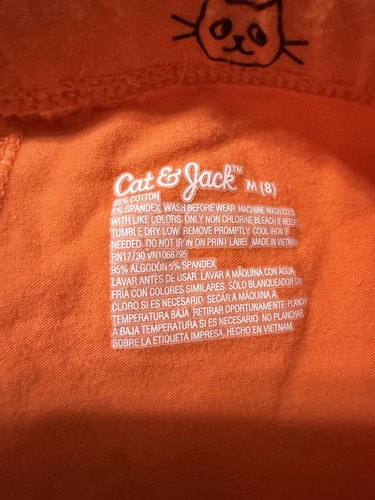 Cat & Jack™ M (8)
95% COTTON
5% SPANDEX, WASH BEFORE WEAR. MACHINE WASH COLD
WITH LIKE COLORS. ONLY NON CHLORINE BLEACH IF NEEDED.
TUMBLE DRY LOW. REMOVE PROMPTLY. COOL IRON IF
NEEDED. DO NOT IRON ON PRINT LABEL. MADE IN VIETNAM
RN17730 VN1068795
95% ALGODÓN 5% SPANDEX
LAVAR ANTES DE USAR. LAVAR A MÁQUINA CON AGUA
FRÍA CON COLORES SIMILARES. SÓLO BLANQUEADOR SIN
CLORO SI ES NECESARIO. SECAR A MÁQUINA A
TEMPERATURA BAJA. RETIRAR OPORTUNAMENTE. PLANCHAR
A BAJA TEMPERATURA SI ES NECESARIO. NO PLANCHAR
SOBRE LA ETIQUETA IMPRESA. HECHO EN VIETNAM.